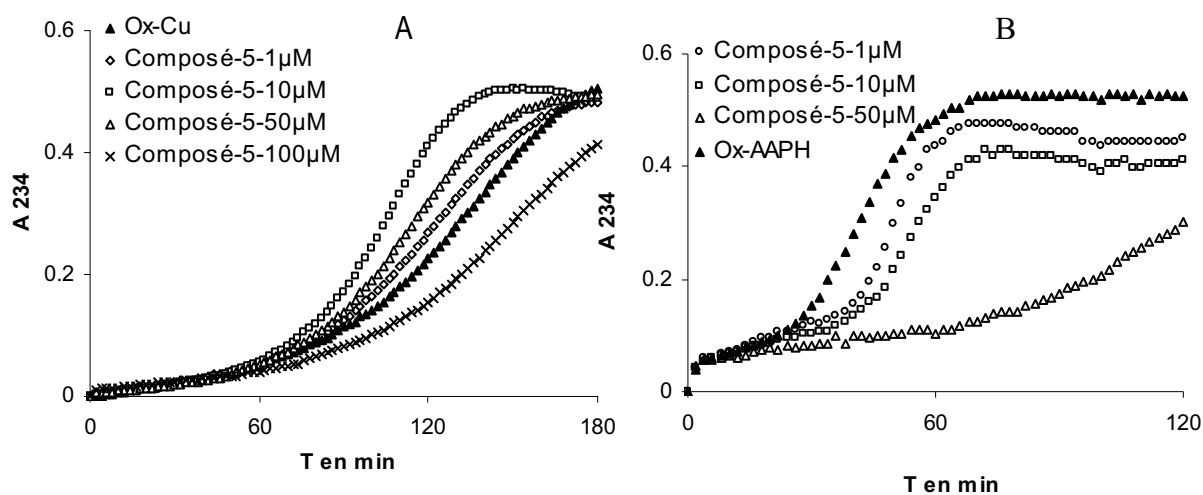 A
0.6
Ox-Cu
Composé-5-1µM
Composé-5-10µM
Composé-5-50µM
Composé-5-100µM
0.4
0.2
0
A 234
0
60
120
180
T en min
B
0.6
Composé-5-1µM
Composé-5-10µM
Composé-5-50µM
Ox-AAPH
0.4
0.2
0
A 234
0
60
120
T en min